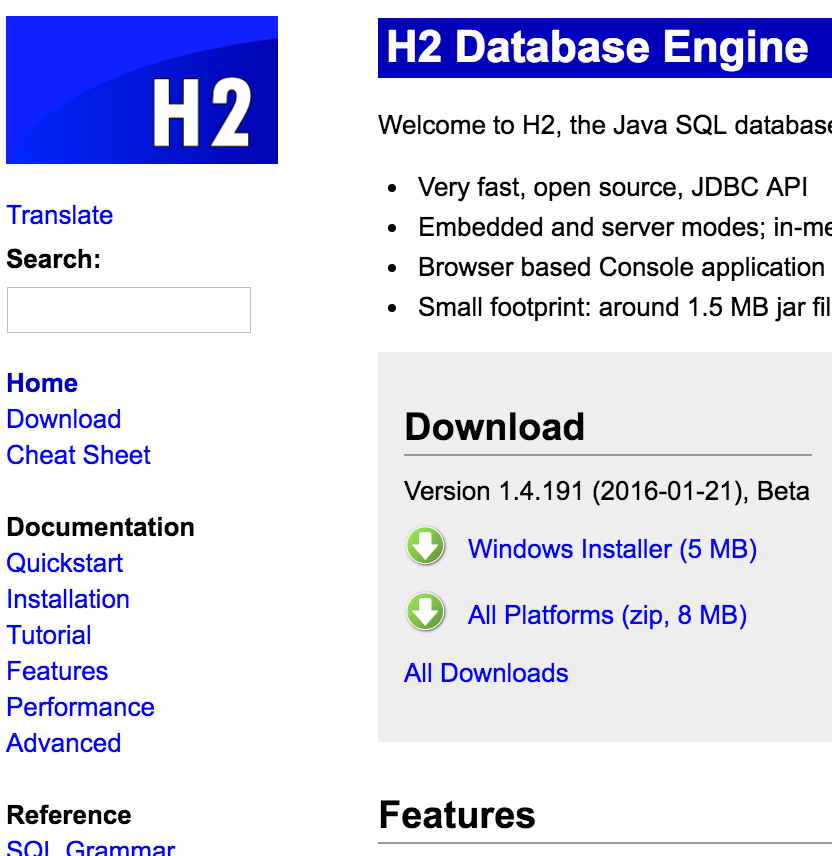 H2
Translate
Search:
Home
Download
Cheat Sheet
Documentation
Quickstart
Installation
Tutorial
Features
Performance
Advanced
Reference
SQL Grammar
H2 Database Engine
Welcome to H2, the Java SQL database
• Very fast, open source, JDBC API
• Embedded and server modes; in-me
• Browser based Console application
• Small footprint: around 1.5 MB jar fil
Download
Version 1.4.191 (2016-01-21), Beta
Windows Installer (5 MB)
All Platforms (zip, 8 MB)
All Downloads
Features